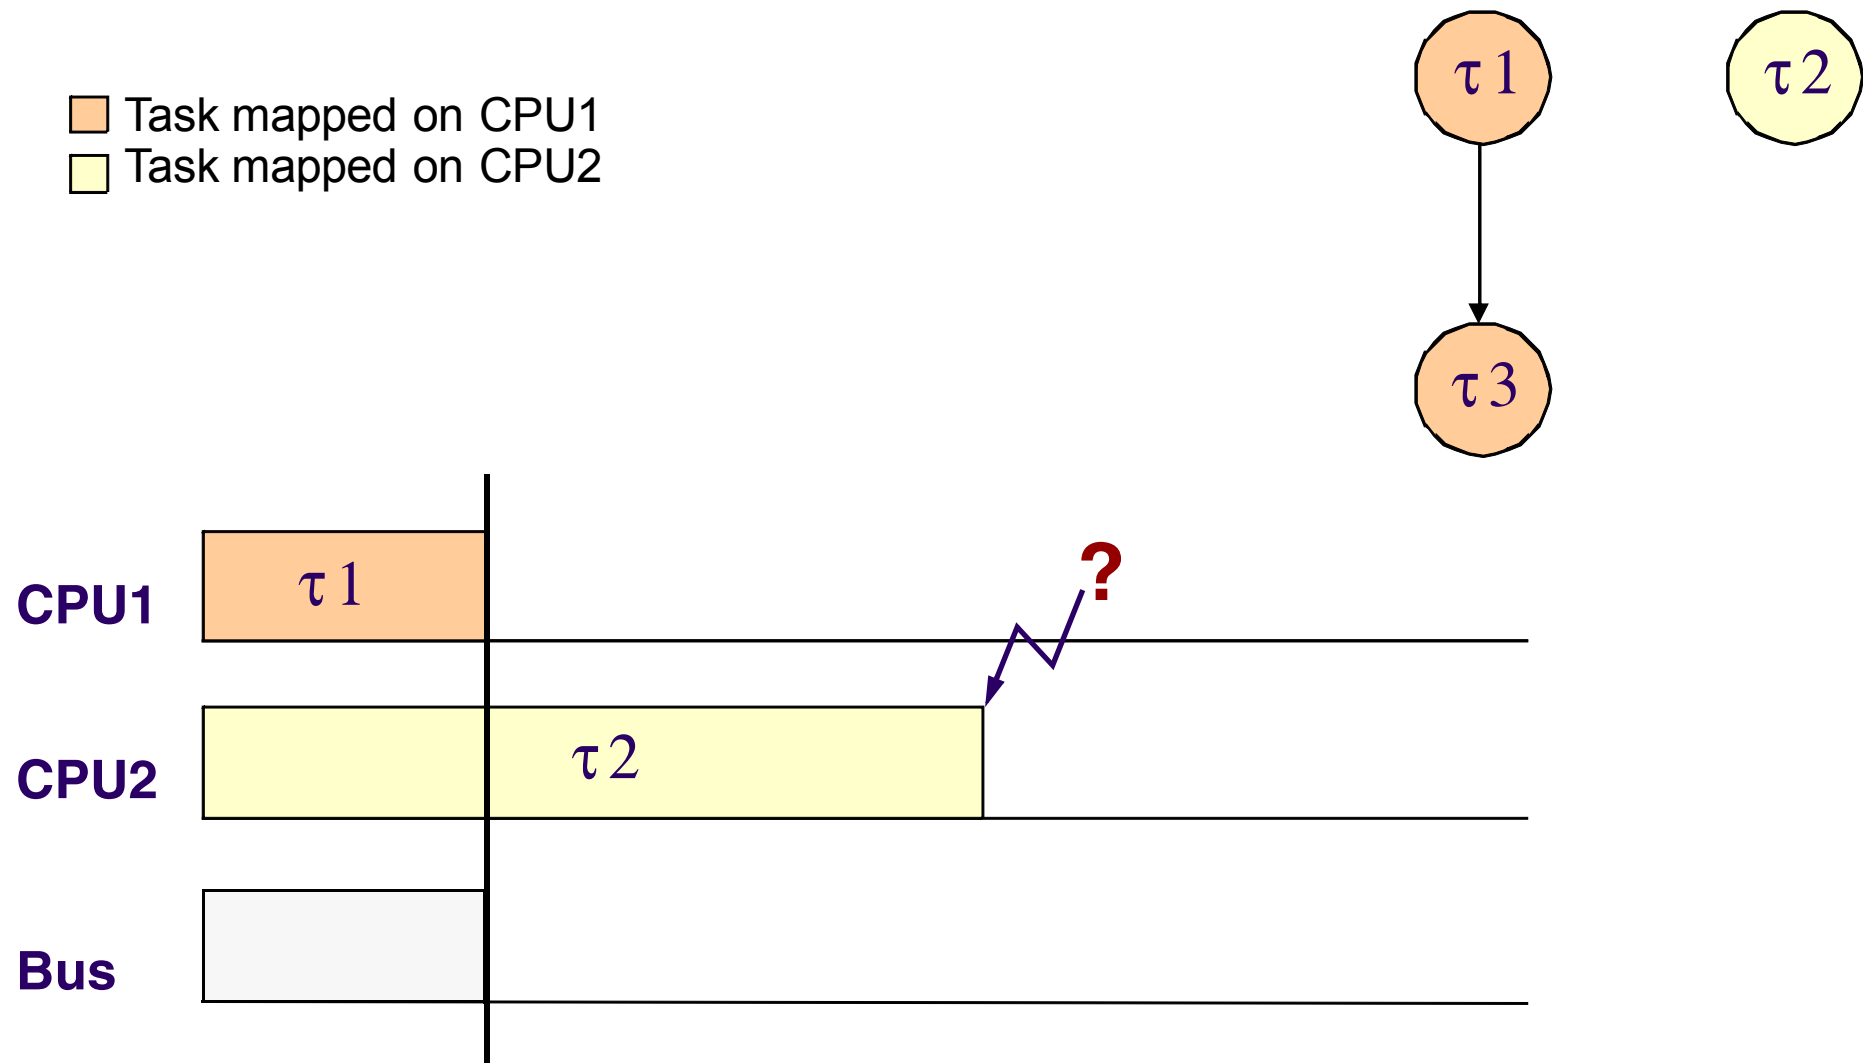 τ1
τ2
Task mapped on CPU1
Task mapped on CPU2
τ3
?
CPU1
τ1
CPU2
τ2
Bus